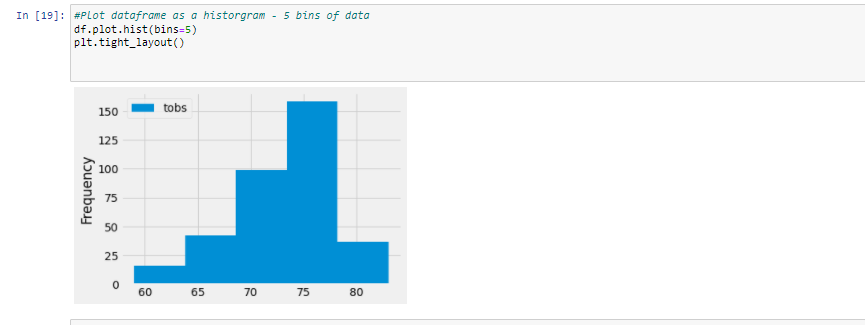 In [19]: #Plot dataframe as a historgram - 5 bins of data
df.plot.hist(bins=5)
plt.tight_layout()
tobs
Frequency
150
125
100
75
50
25
0
60 65 70 75 80